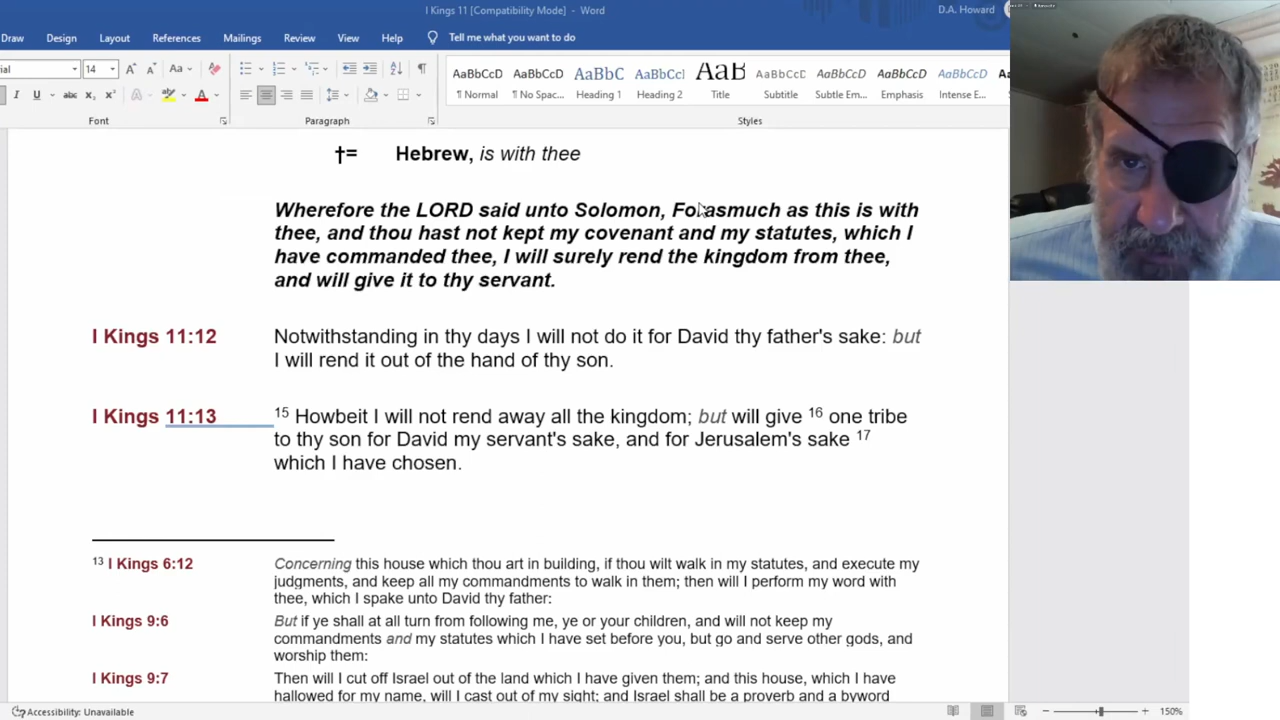 I Kings 11 [Compatibility Mode] - Word
D.A. Howard
Draw Design Layout References Mailings Review View Help Tell me what you want to do
ial 14 A A Aa
AaBbCcD AaBbCcD AaBbC AaBbCcI AaB AaBbCcD AaBbCcD AaBbCcD AaBbCcD
I U abc x₂ x² A A
¶ Normal ¶ No Spac... Heading 1 Heading 2 Title Subtitle Subtle Em... Emphasis Intense E...
Font Paragraph Styles
†= Hebrew, is with thee
Wherefore the LORD said unto Solomon, Forasmuch as this is with
thee, and thou hast not kept my covenant and my statutes, which I
have commanded thee, I will surely rend the kingdom from thee,
and will give it to thy servant.
I Kings 11:12 Notwithstanding in thy days I will not do it for David thy father's sake: but
I will rend it out of the hand of thy son.
I Kings 11:13 15 Howbeit I will not rend away all the kingdom; but will give 16 one tribe
to thy son for David my servant's sake, and for Jerusalem's sake 17
which I have chosen.
13 I Kings 6:12 Concerning this house which thou art in building, if thou wilt walk in my statutes, and execute my
judgments, and keep all my commandments to walk in them; then will I perform my word with
thee, which I spake unto David thy father:
I Kings 9:6 But if ye shall at all turn from following me, ye or your children, and will not keep my
commandments and my statutes which I have set before you, but go and serve other gods, and
worship them:
I Kings 9:7 Then will I cut off Israel out of the land which I have given them; and this house, which I have
hallowed for my name, will I cast out of my sight; and Israel shall be a proverb and a byword
Accessibility: Unavailable
150%